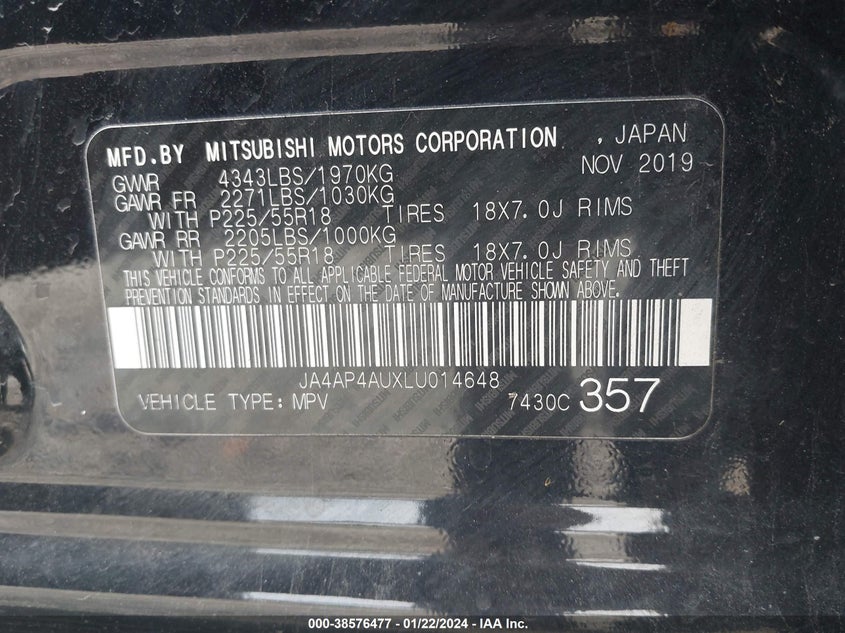 MFD.BY MITSUBISHI MOTORS CORPORATION , JAPAN
GVWR 4343LBS/1970KG NOV 2019
GAWR FR 2271LBS/1030KG
WITH P225/55R18 TIRES 18X7.0J RIMS
GAWR RR 2205LBS/1000KG
WITH P225/55R18 TIRES 18X7.0J RIMS
THIS VEHICLE CONFORMS TO ALL APPLICABLE FEDERAL MOTOR VEHICLE SAFETY AND THEFT
PREVENTION STANDARDS IN EFFECT ON THE DATE OF MANUFACTURE SHOWN ABOVE.
JA4AP4AUXLU014648
VEHICLE TYPE: MPV 7430C 357
000-38576477 - 01/22/2024 - IAA Inc.